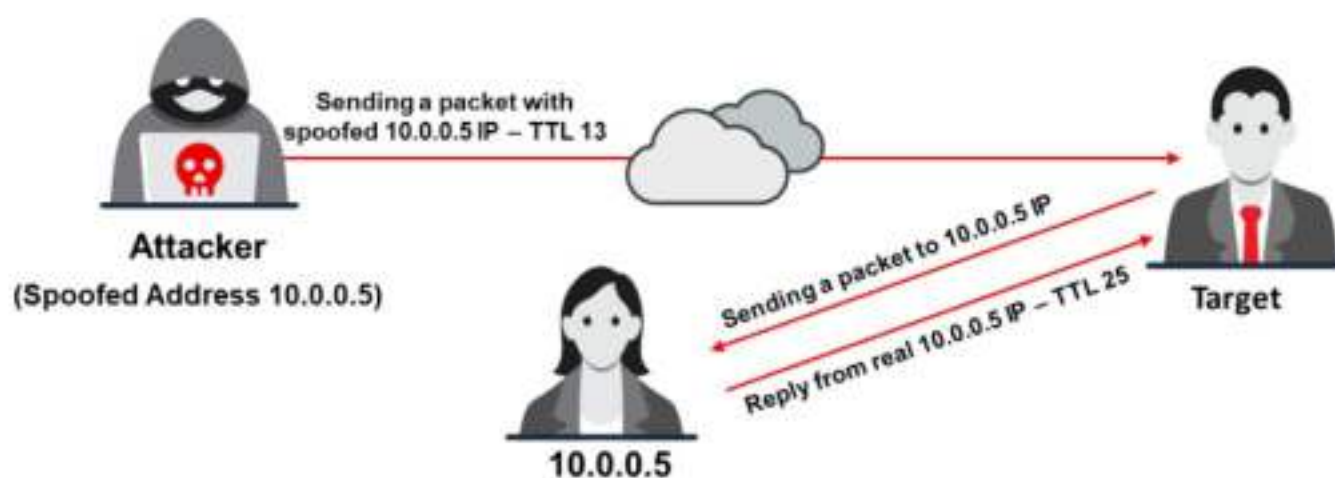 Sending a packet with
spoofed 10.0.0.5 IP – TTL 13
Attacker
(Spoofed Address 10.0.0.5)
Sending a packet to 10.0.0.5 IP
Reply from real 10.0.0.5 IP – TTL 25
Target
10.0.0.5